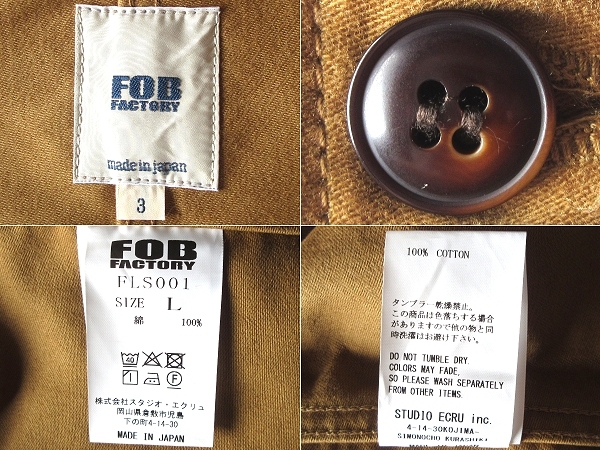 FOB
FACTORY
made in japan
3
FOB
FACTORY
FLS001
SIZE L
綿 100%
40
株式会社スタジオ・エクリュ
岡山県倉敷市児島
下の町4-14-30
MADE IN JAPAN
100% COTTON
タンブラー乾燥禁止。
この商品は色落ちする場合
がありますので他の物と同
時洗濯はお避け下さい。
DO NOT TUMBLE DRY.
COLORS MAY FADE,
SO PLEASE WASH SEPARATELY
FROM OTHER ITEMS.
STUDIO ECRU inc.
4-14-30KOJIMA-
SIMONOCHO KURASHIKI